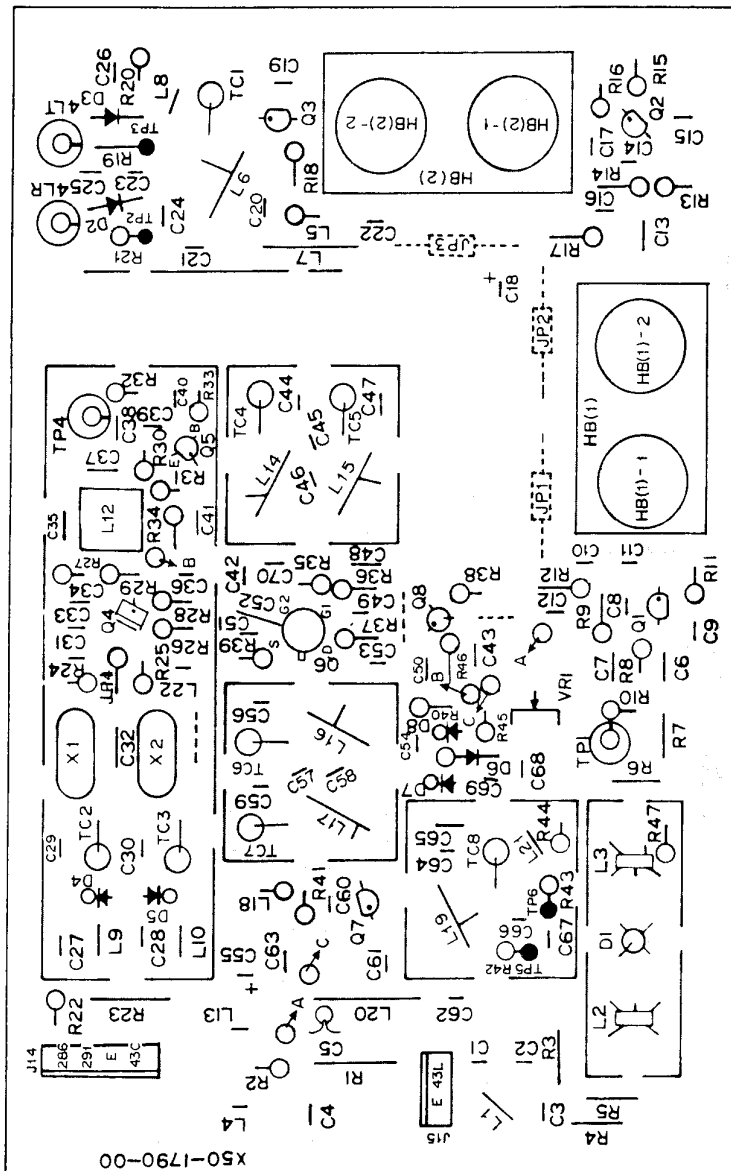 C26
R20
L8
TC1
C19
D3
4LT
TP3
Q3
HB(2)-2
HB(2)-1
HB(2)
R16
R15
Q2
C17
C14
C15
R19
L6
R18
R14
C25
C23
4LR
D2
TP2
C24
C20
L5
C22
C16
R13
R17
C13
R21
C21
L7
JP3
C18
+
JP2
HB(1)-2
HB(1)
HB(1)-1
JP1
R32
R33
C40
C39
C38
TP4
B
Q5
E
R30
C37
R31
TC4
C44
C47
C45
TC5
L14
L15
C46
C35
L12
R34
C41
B
R27
C34
R29
C36
C42
C70
R35
C48
R36
C10
C11
R12
R11
C33
Q4
R28
C52
G2
G1
C49
Q8
R38
C12
R9
C8
Q1
C31
R26
C51
R39
S
D
Q6
R37
C53
C50
R46
C43
A
C7
R8
C6
C9
R24
JP4
R25
L22
B
C
VR1
R10
X1
C32
X2
C56
TC6
L16
C57
C58
C54
R40
D8
R45
D6
C68
TP1
R7
R6
D7
C69
C59
L17
TC7
C29
TC2
C30
TC3
C65
C64
TC8
L21
R44
L3
R47
D4
D5
L18
R41
C60
Q7
L19
TP6
R43
C66
C67
TP5
R42
D1
C27
L9
C28
L10
C55
+
C63
C
C61
R22
R23
L13
A
L20
C62
L2
J14
286
291
E
43C
R2
C5
R1
C1
C2
R3
L4
C4
E
43L
J15
L1
C3
R5
R4
X50-1790-00